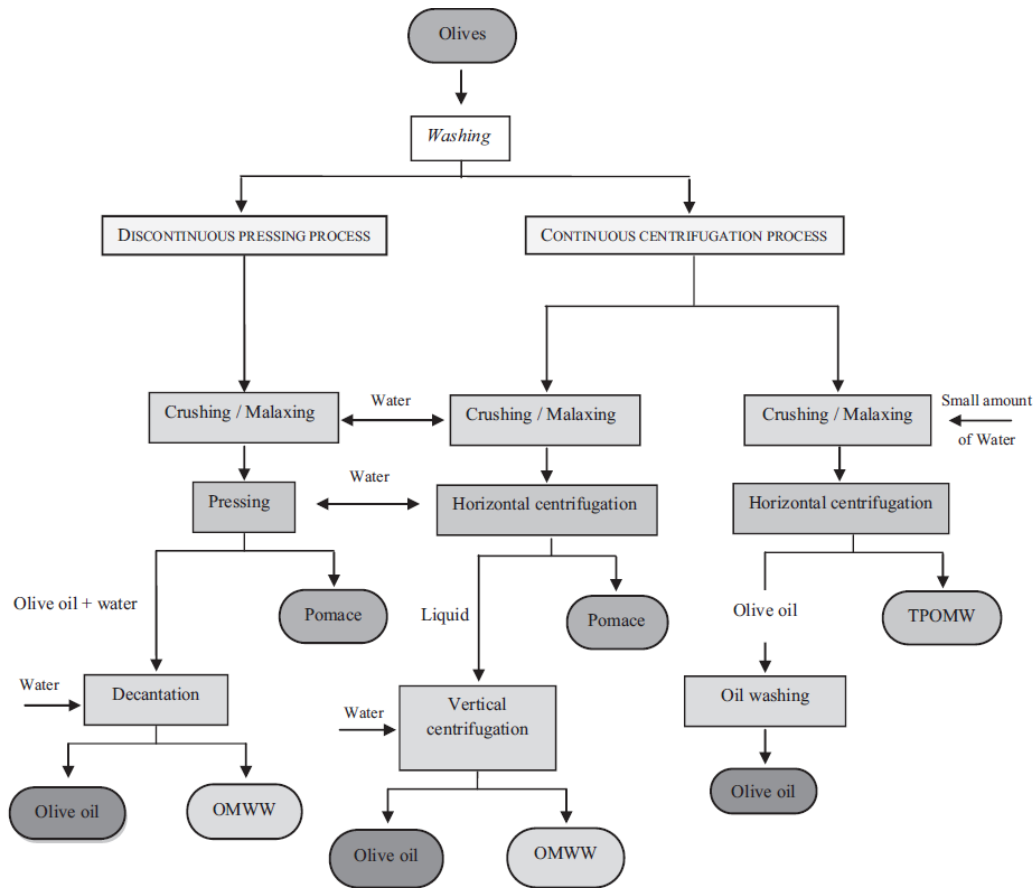 Olives
Washing
DISCONTINUOUS PRESSING PROCESS
CONTINUOUS CENTRIFUGATION PROCESS
Crushing / Malaxing
Water
Crushing / Malaxing
Crushing / Malaxing
Small amount
of Water
Pressing
Water
Horizontal centrifugation
Horizontal centrifugation
Olive oil + water
Pomace
Liquid
Pomace
Olive oil
TPOMW
Water
Decantation
Water
Vertical
centrifugation
Oil washing
Olive oil
OMWW
Olive oil
OMWW
Olive oil